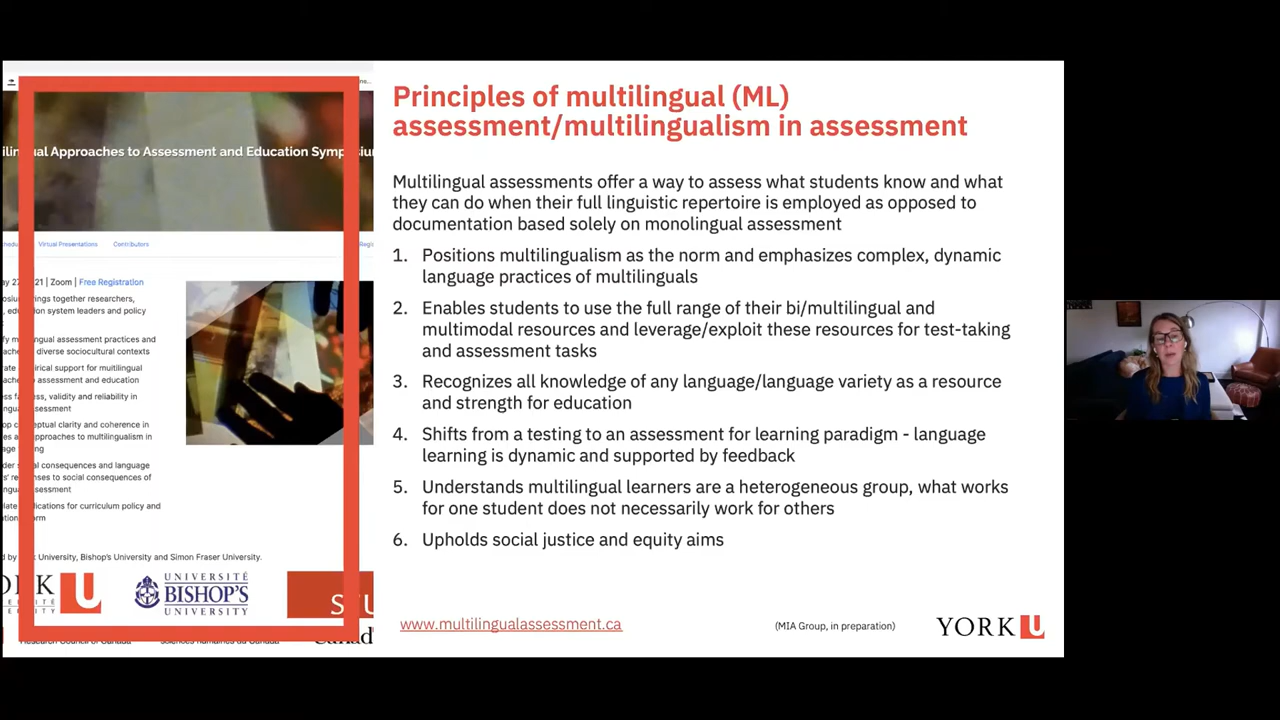 Principles of multilingual (ML)
assessment/multilingualism in assessment
Multilingual assessments offer a way to assess what students know and what
they can do when their full linguistic repertoire is employed as opposed to
documentation based solely on monolingual assessment
1. Positions multilingualism as the norm and emphasizes complex, dynamic
language practices of multilinguals
2. Enables students to use the full range of their bi/multilingual and
multimodal resources and leverage/exploit these resources for test-taking
and assessment tasks
3. Recognizes all knowledge of any language/language variety as a resource
and strength for education
4. Shifts from a testing to an assessment for learning paradigm - language
learning is dynamic and supported by feedback
5. Understands multilingual learners are a heterogeneous group, what works
for one student does not necessarily work for others
6. Upholds social justice and equity aims
www.multilingualassessment.ca
(MIA Group, in preparation)
YORK U
Approaches to Assessment and Education
Virtual Presentations
Contributors
21 | Zoom | Free Registration
together researchers,
system leaders and policy
multilingual assessment practices and
diverse sociocultural contexts
support for multilingual
to assessment and education
validity and reliability in
clarity and coherence in
approaches to multilingualism in
consequences and language
to social consequences of
for curriculum policy and
University, Bishop's University and Simon Fraser University.
U
UNIVERSITÉ
BISHOP'S
UNIVERSITY